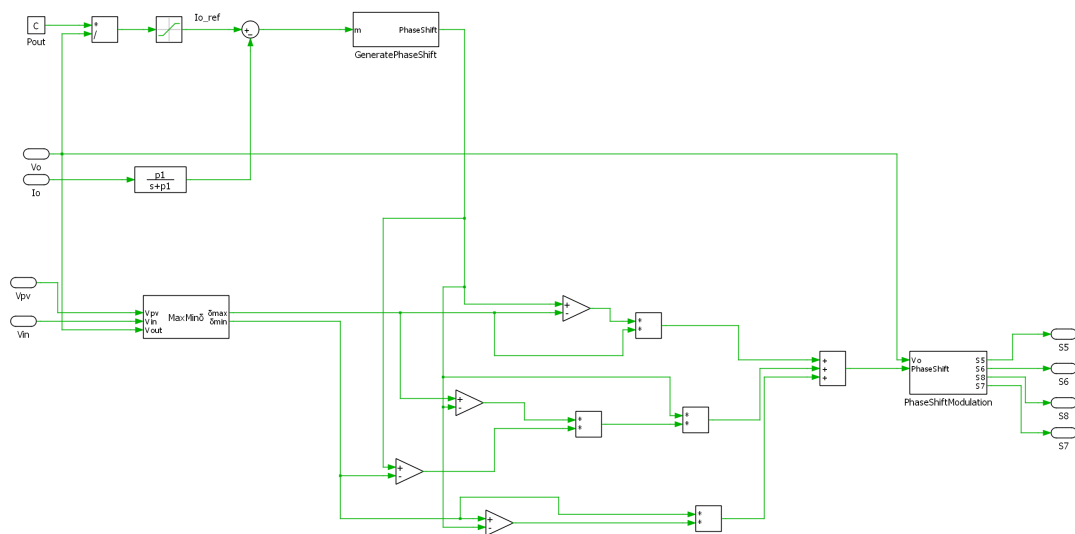 C
Pout
*
/
Io_ref
+
-
m
PhaseShift
GeneratePhaseShift
Vo
Io
p1
s+p1
Vpv
Vin
Vpv
Vin
Vout
MaxMinδ
δmax
δmin
+
-
*
*
+
-
*
*
*
*
+
-
+
-
*
*
+
+
+
Vo
PhaseShift
S5
S6
S8
S7
PhaseShiftModulation
S5
S6
S8
S7